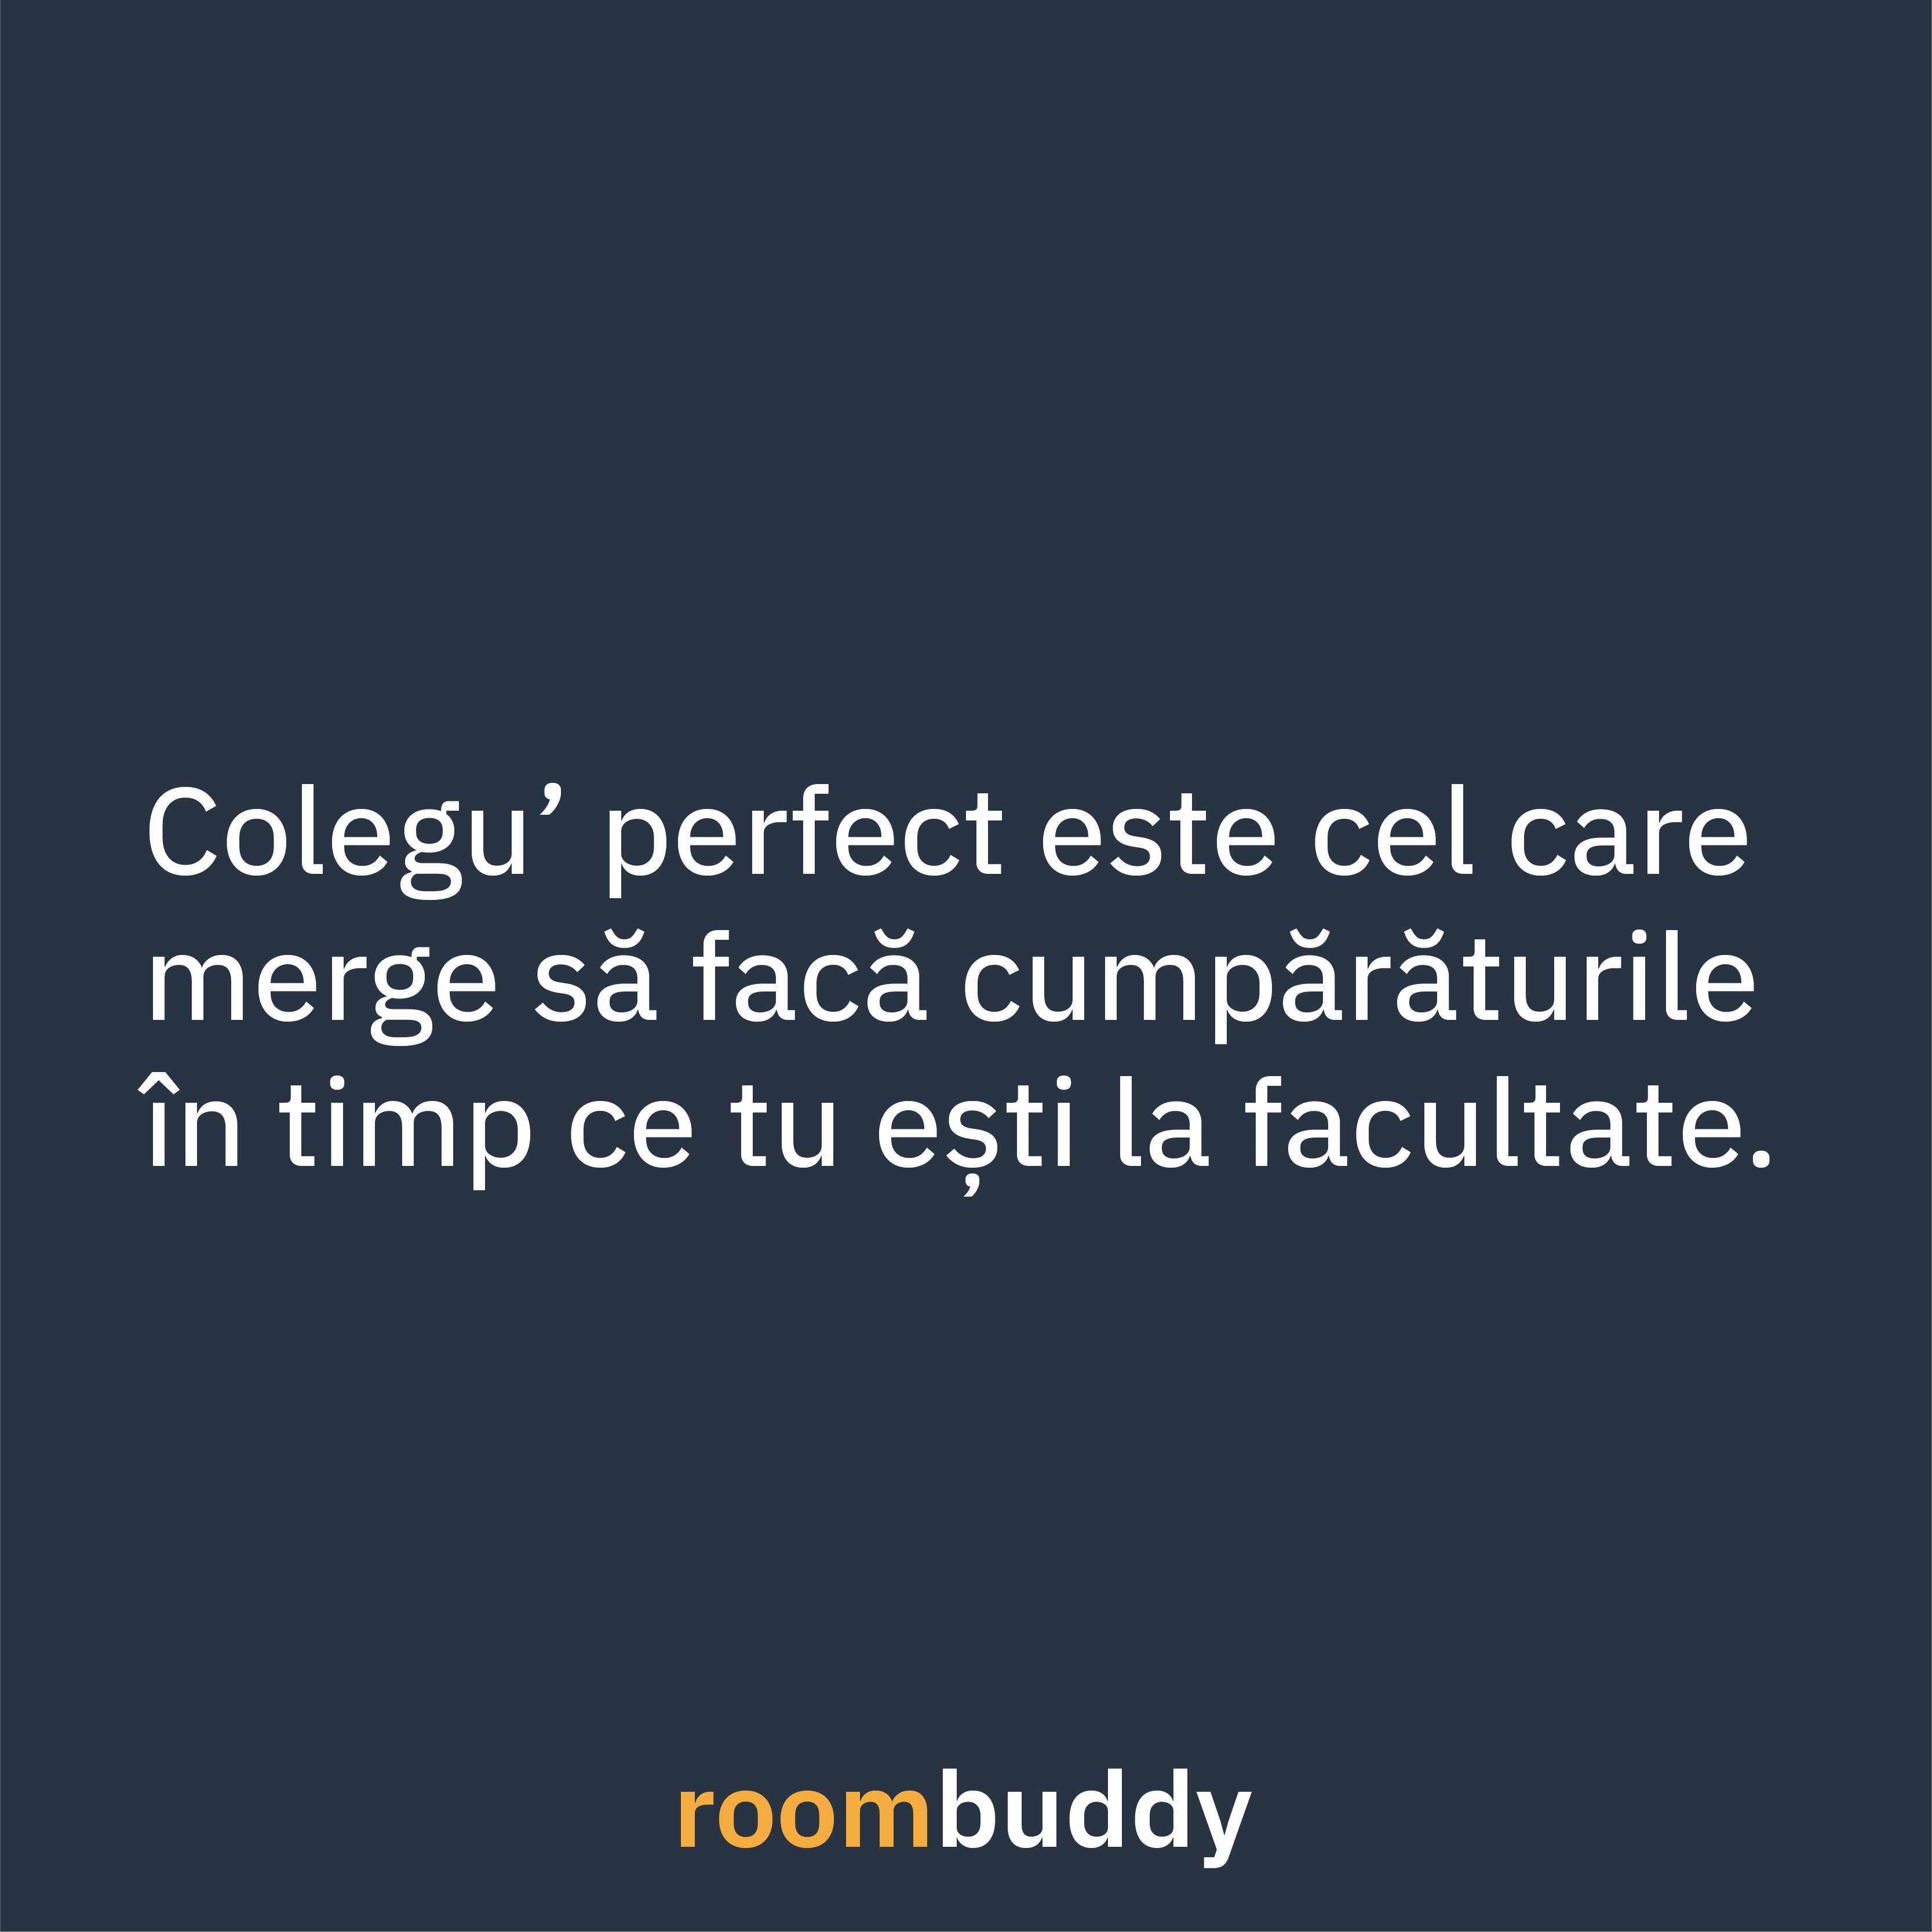 Colegu’ perfect este cel care
merge să facă cumpărăturile
în timp ce tu ești la facultate.
roombuddy